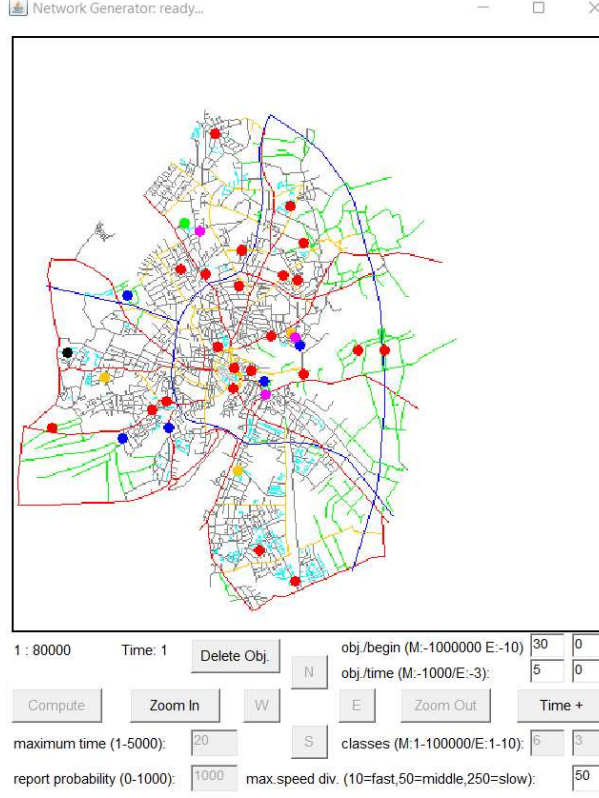 Network Generator: ready...
1 : 80000 Time: 1 Delete Obj. obj./begin (M:-1000000 E:-10) 30 0
N obj./time (M:-1000/E:-3): 5 0
Compute Zoom In W E Zoom Out Time +
maximum time (1-5000): 20 S classes (M:1-100000/E:1-10): 6 3
report probability (0-1000): 1000 max.speed div. (10=fast,50=middle,250=slow): 50